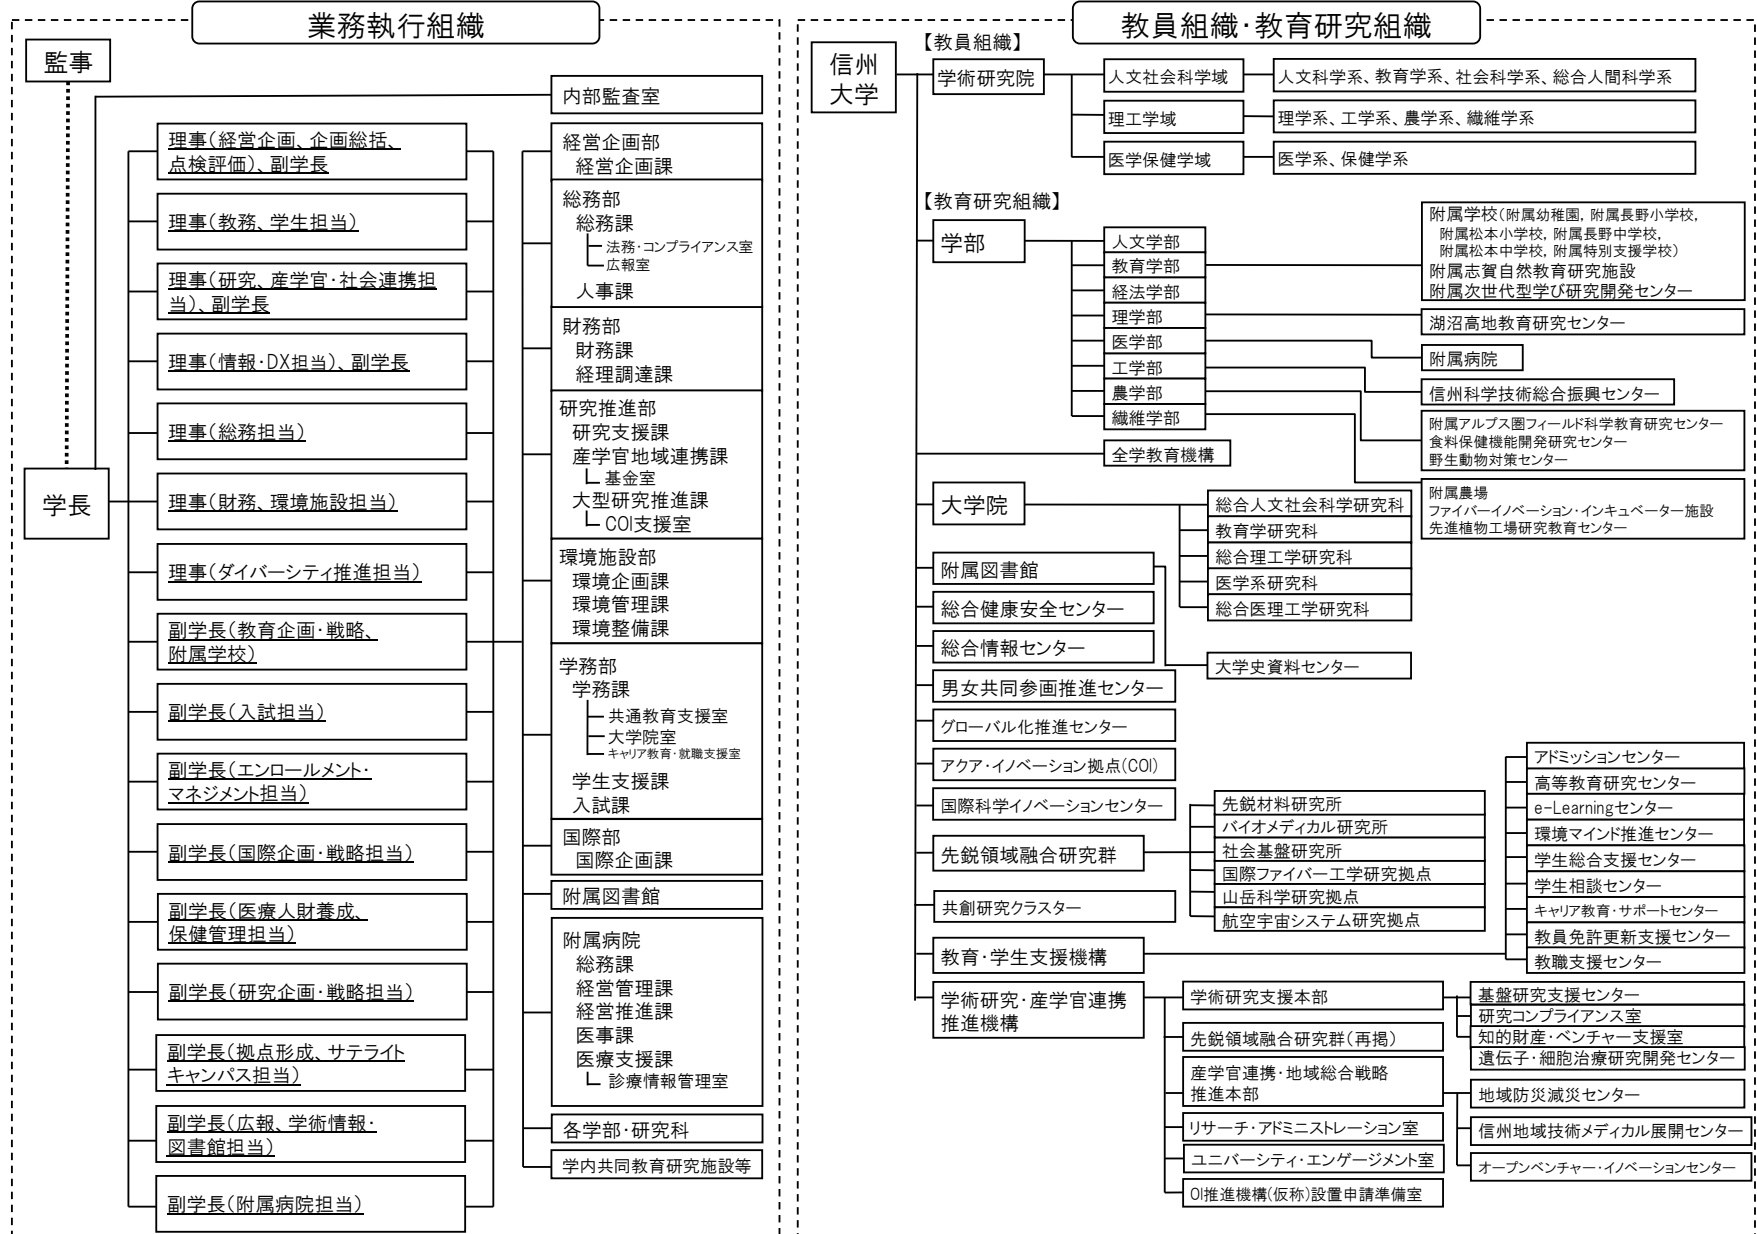 業務執行組織
監事
学長
内部監査室
理事(経営企画、企画総括、
点検評価)、副学長
理事(教務、学生担当)
理事(研究、産学官・社会連携担
当)、副学長
理事(情報・DX担当)、副学長
理事(総務担当)
理事(財務、環境施設担当)
理事(ダイバーシティ推進担当)
副学長(教育企画・戦略、
附属学校)
副学長(入試担当)
副学長(エンロールメント・
マネジメント担当)
副学長(国際企画・戦略担当)
副学長(医療人財養成、
保健管理担当)
副学長(研究企画・戦略担当)
副学長(拠点形成、サテライト
キャンパス担当)
副学長(広報、学術情報・
図書館担当)
副学長(附属病院担当)
経営企画部
経営企画課
総務部
総務課
法務・コンプライアンス室
広報室
人事課
財務部
財務課
経理調達課
研究推進部
研究支援課
産学官地域連携課
基金室
大型研究推進課
COI支援室
環境施設部
環境企画課
環境管理課
環境整備課
学務部
学務課
共通教育支援室
大学院室
キャリア教育・就職支援室
学生支援課
入試課
国際部
国際企画課
附属図書館
附属病院
総務課
経営管理課
経営推進課
医事課
医療支援課
診療情報管理室
各学部・研究科
学内共同教育研究施設等
教員組織・教育研究組織
信州
大学
【教員組織】
学術研究院
人文社会科学域
人文科学系、教育学系、社会科学系、総合人間科学系
理工学域
理学系、工学系、農学系、繊維学系
医学保健学域
医学系、保健学系
【教育研究組織】
学部
人文学部
教育学部
経法学部
理学部
医学部
工学部
農学部
繊維学部
附属学校(附属幼稚園, 附属長野小学校,
附属松本小学校, 附属長野中学校,
附属松本中学校, 附属特別支援学校)
附属志賀自然教育研究施設
附属次世代型学び研究開発センター
湖沼高地教育研究センター
附属病院
信州科学技術総合振興センター
附属アルプス圏フィールド科学教育研究センター
食料保健機能開発研究センター
野生動物対策センター
附属農場
ファイバーイノベーション・インキュベーター施設
先進植物工場研究教育センター
全学教育機構
大学院
総合人文社会科学研究科
教育学研究科
総合理工学研究科
医学系研究科
総合医理工学研究科
附属図書館
大学史資料センター
総合健康安全センター
総合情報センター
男女共同参画推進センター
グローバル化推進センター
アクア・イノベーション拠点(COI)
国際科学イノベーションセンター
先鋭領域融合研究群
先鋭材料研究所
バイオメディカル研究所
社会基盤研究所
国際ファイバー工学研究拠点
山岳科学研究拠点
航空宇宙システム研究拠点
共創研究クラスター
教育・学生支援機構
アドミッションセンター
高等教育研究センター
e-Learningセンター
環境マインド推進センター
学生総合支援センター
学生相談センター
キャリア教育・サポートセンター
教員免許更新支援センター
教職支援センター
学術研究・産学官連携
推進機構
学術研究支援本部
基盤研究支援センター
研究コンプライアンス室
知的財産・ベンチャー支援室
遺伝子・細胞治療研究開発センター
先鋭領域融合研究群(再掲)
産学官連携・地域総合戦略
推進本部
地域防災減災センター
信州地域技術メディカル展開センター
オープンベンチャー・イノベーションセンター
リサーチ・アドミニストレーション室
ユニバーシティ・エンゲージメント室
OI推進機構(仮称)設置申請準備室